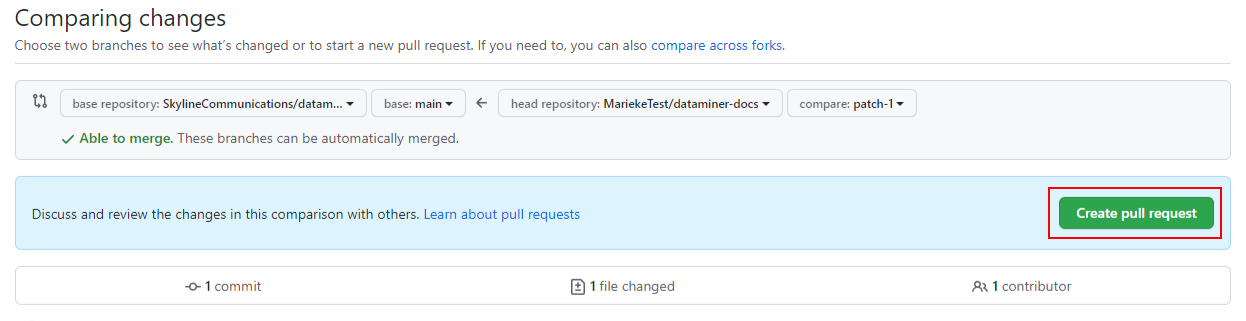 Comparing changes
Choose two branches to see what's changed or to start a new pull request. If you need to, you can also compare across forks.
base repository: SkylineCommunications/datam... base: main head repository: MariekeTest/dataminer-docs compare: patch-1
Able to merge. These branches can be automatically merged.
Discuss and review the changes in this comparison with others. Learn about pull requests
Create pull request
1 commit 1 file changed 1 contributor